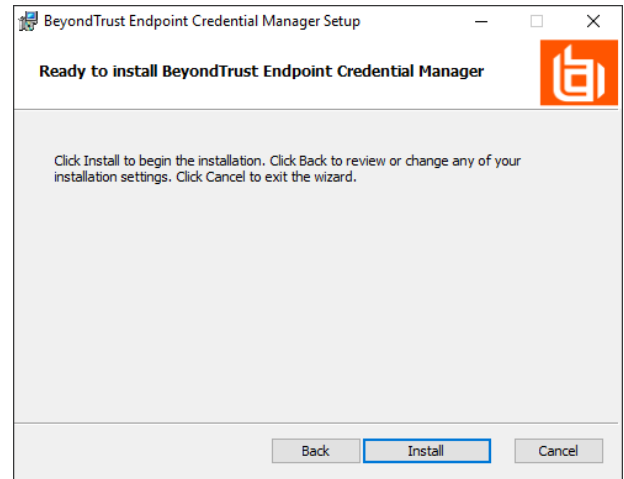 BeyondTrust Endpoint Credential Manager Setup
Ready to install BeyondTrust Endpoint Credential Manager
Click Install to begin the installation. Click Back to review or change any of your
installation settings. Click Cancel to exit the wizard.
Back Install Cancel